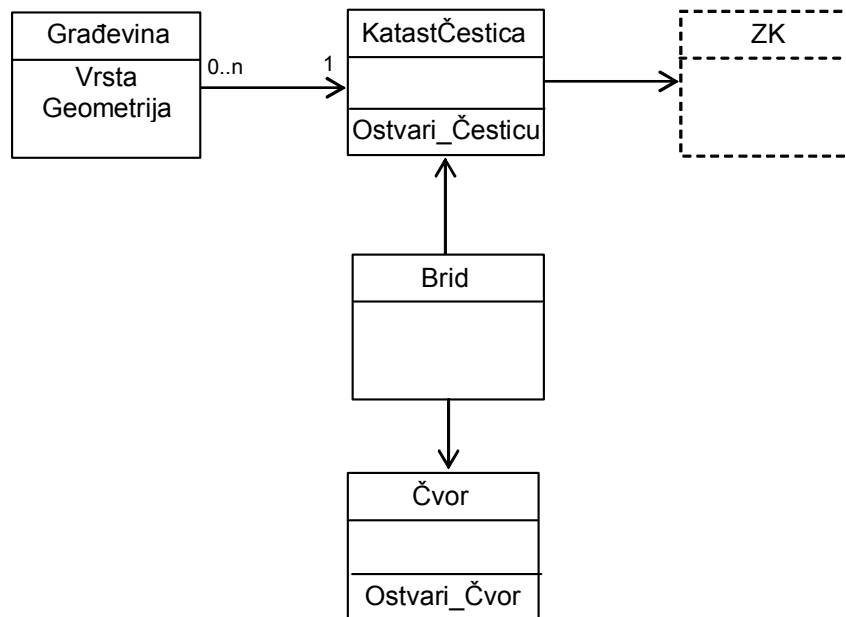 Građevina
Vrsta
Geometrija
0..n
1
KatastČestica
Ostvari_Česticu
ZK
Brid
Čvor
Ostvari_Čvor